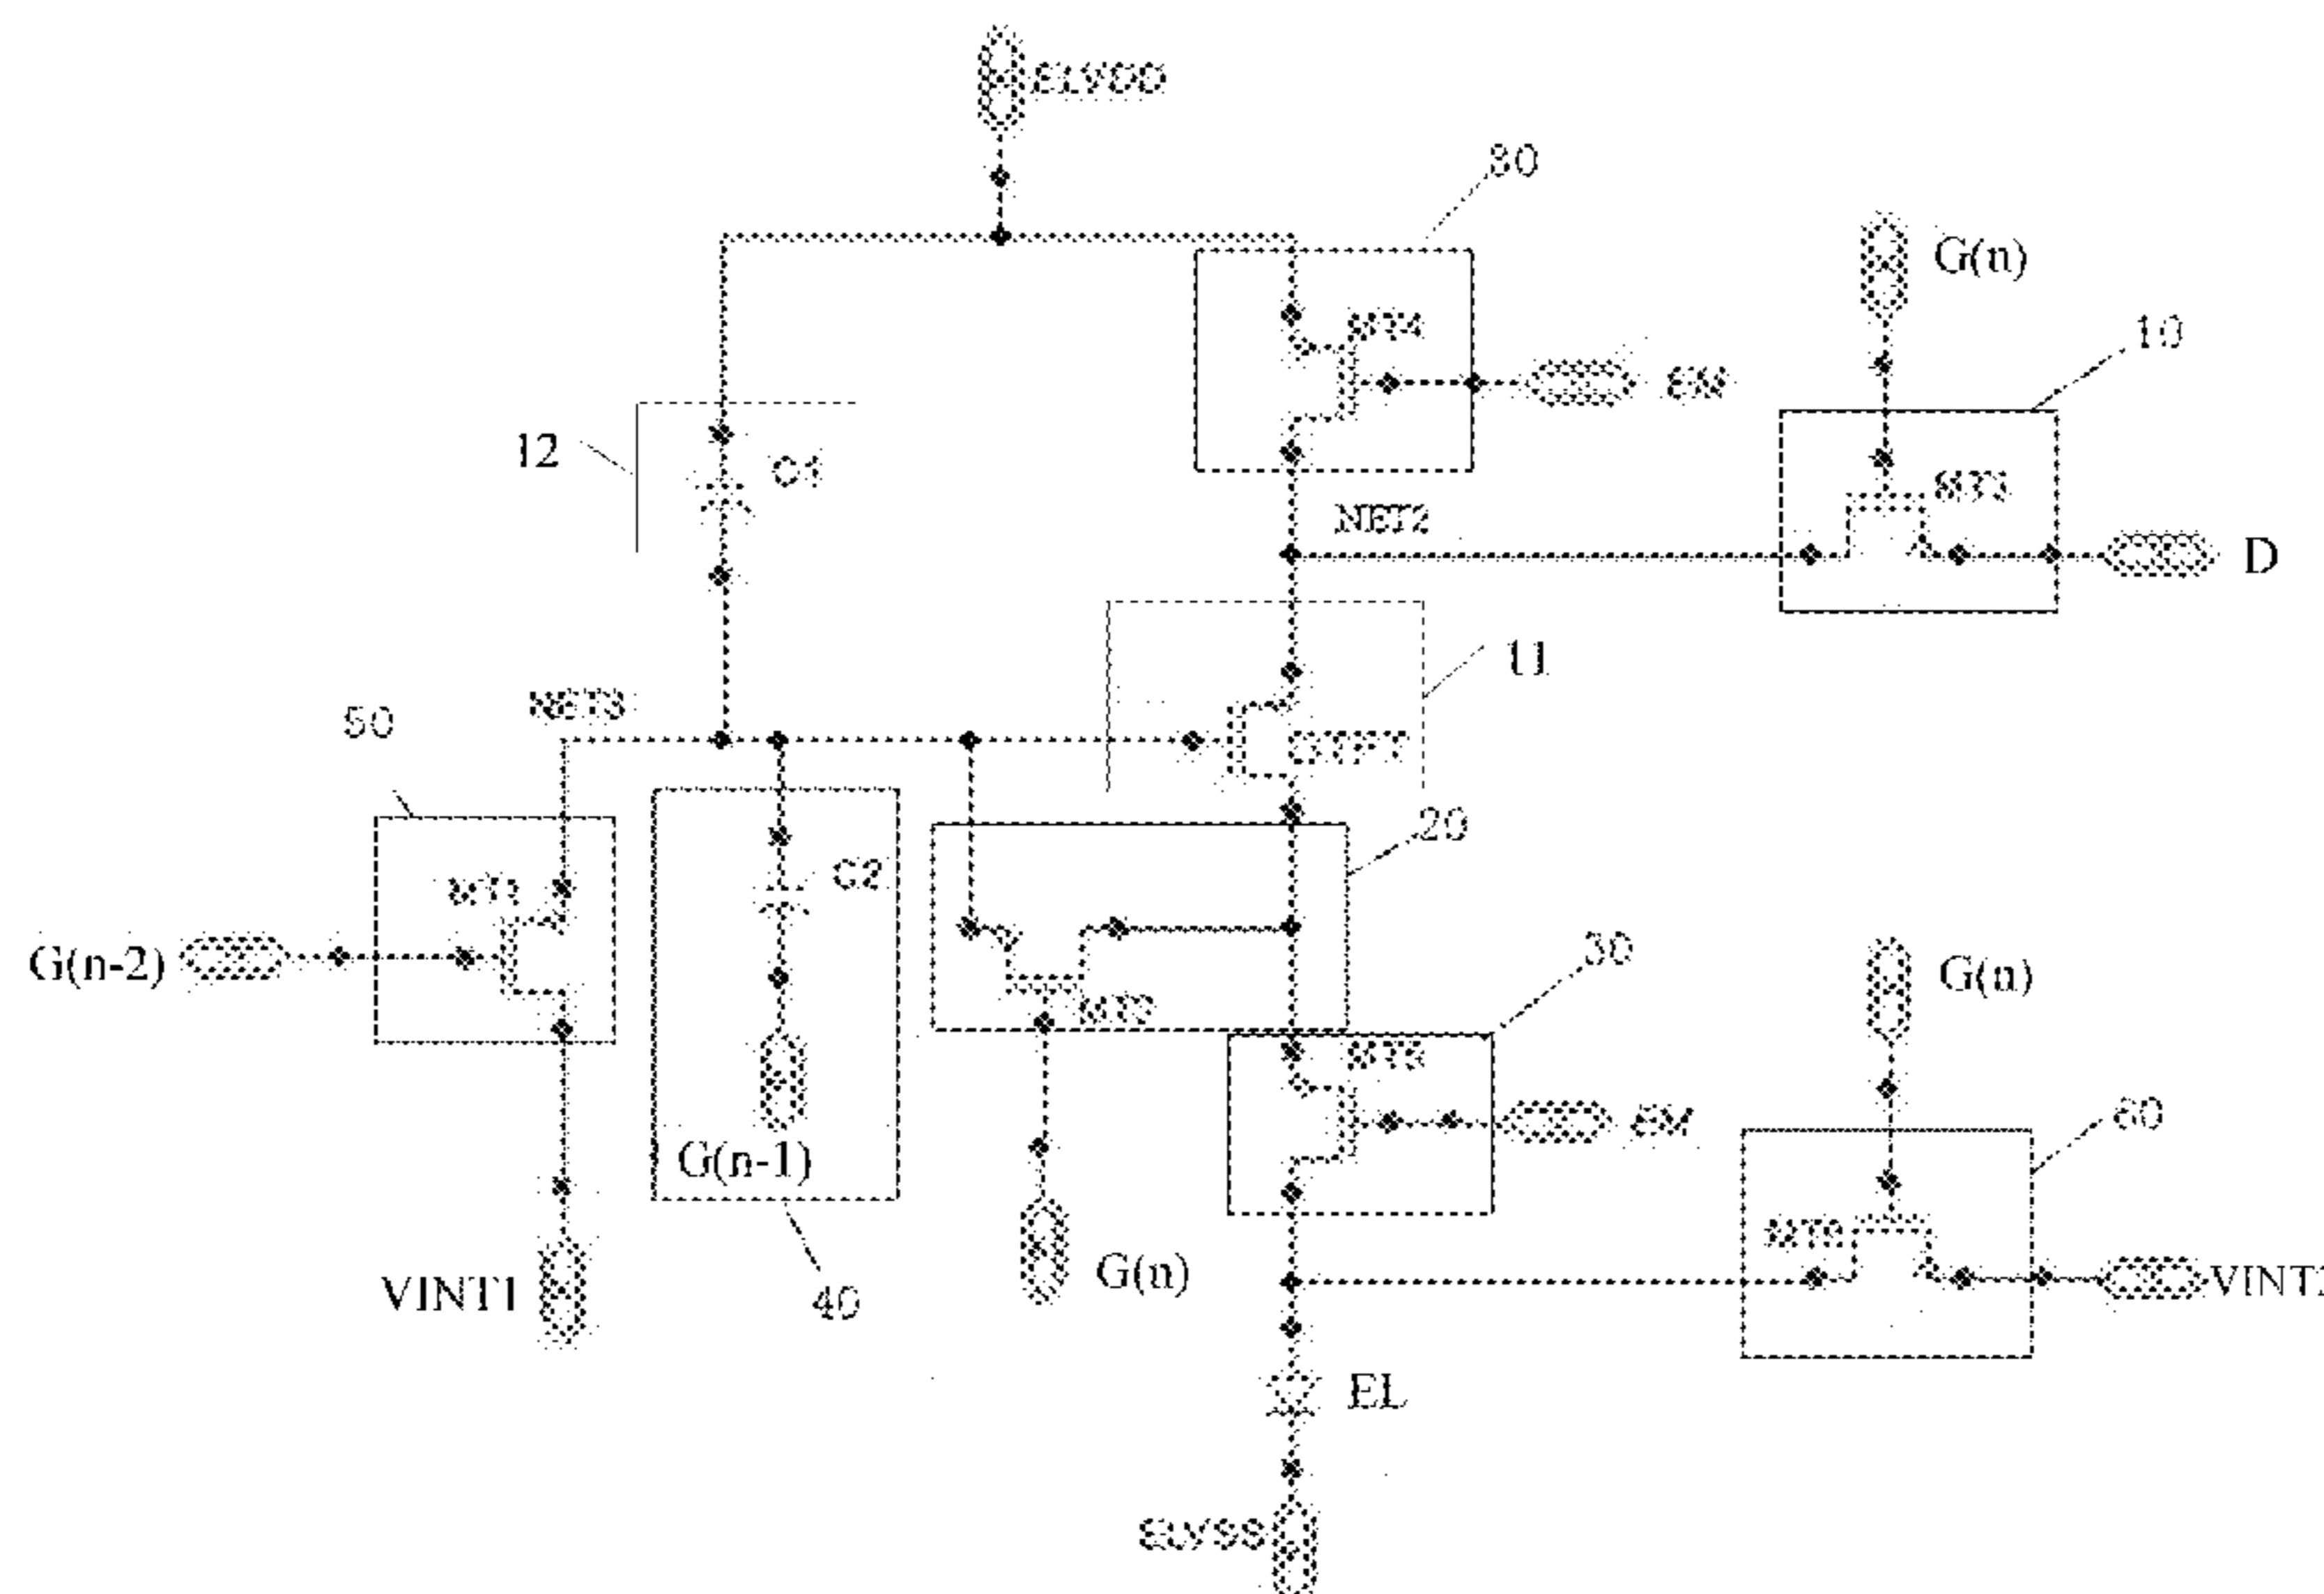 ELVDD
30
G(n)
MT4
10
EM
12
C1
MT3
NET2
D
11
NET3
50
DTFT
20
C2
MT1
G(n-2)
30
G(n)
MT2
MT5
EM
60
G(n-1)
MT6
VINT1
G(n)
40
EL
ELVSS